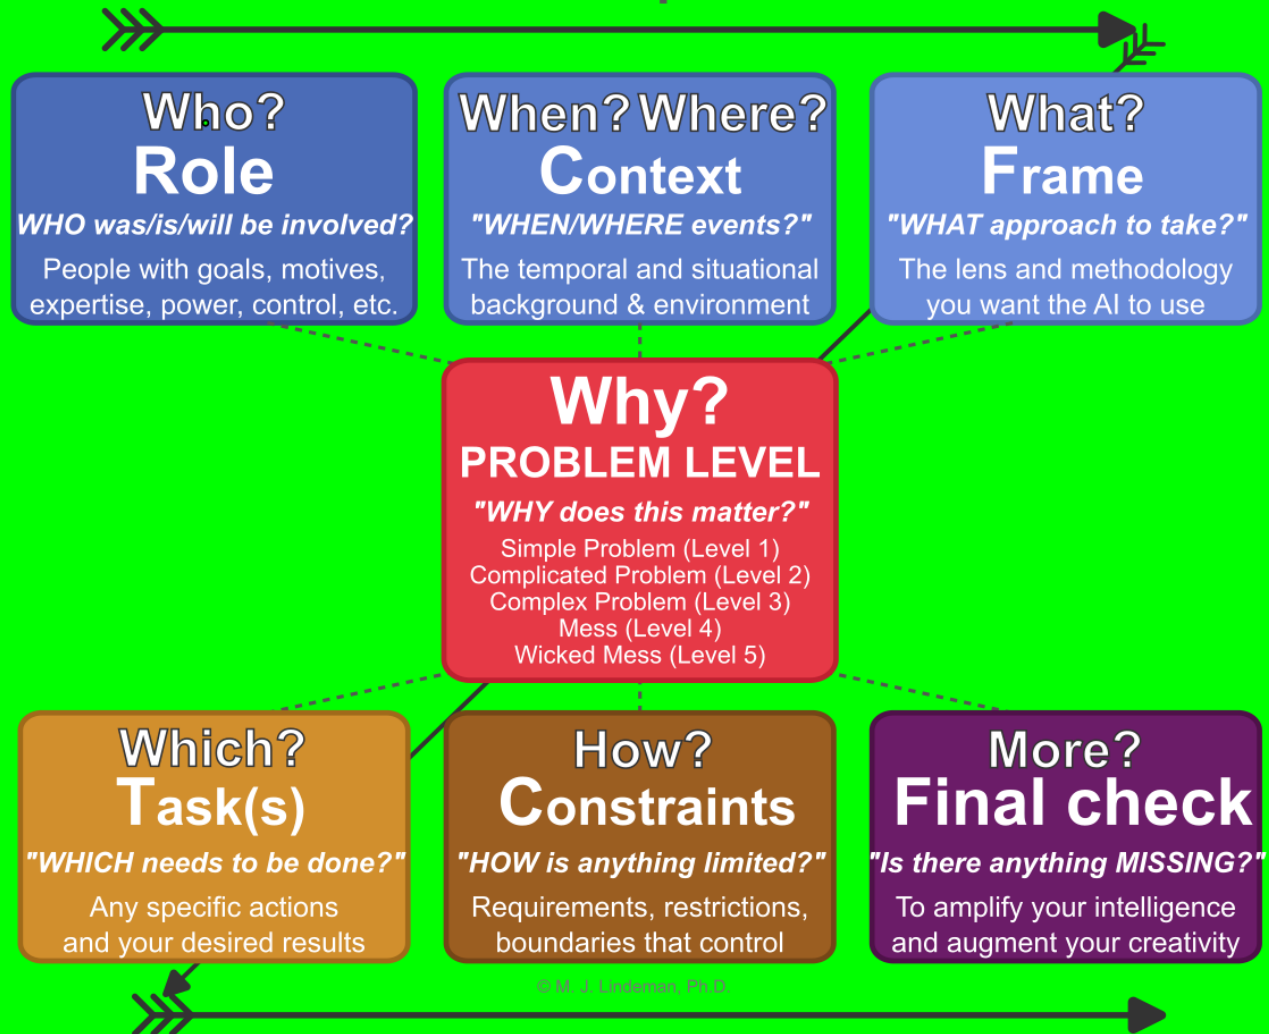 Who?
Role
WHO was/is/will be involved?
People with goals, motives,
expertise, power, control, etc.
When? Where?
Context
"WHEN/WHERE events?"
The temporal and situational
background & environment
What?
Frame
"WHAT approach to take?"
The lens and methodology
you want the AI to use
Why?
PROBLEM LEVEL
"WHY does this matter?"
Simple Problem (Level 1)
Complicated Problem (Level 2)
Complex Problem (Level 3)
Mess (Level 4)
Wicked Mess (Level 5)
Which?
Task(s)
"WHICH needs to be done?"
Any specific actions
and your desired results
How?
Constraints
"HOW is anything limited?"
Requirements, restrictions,
boundaries that control
More?
Final check
"Is there anything MISSING?"
To amplify your intelligence
and augment your creativity
© M. J. Lindeman, Ph.D.